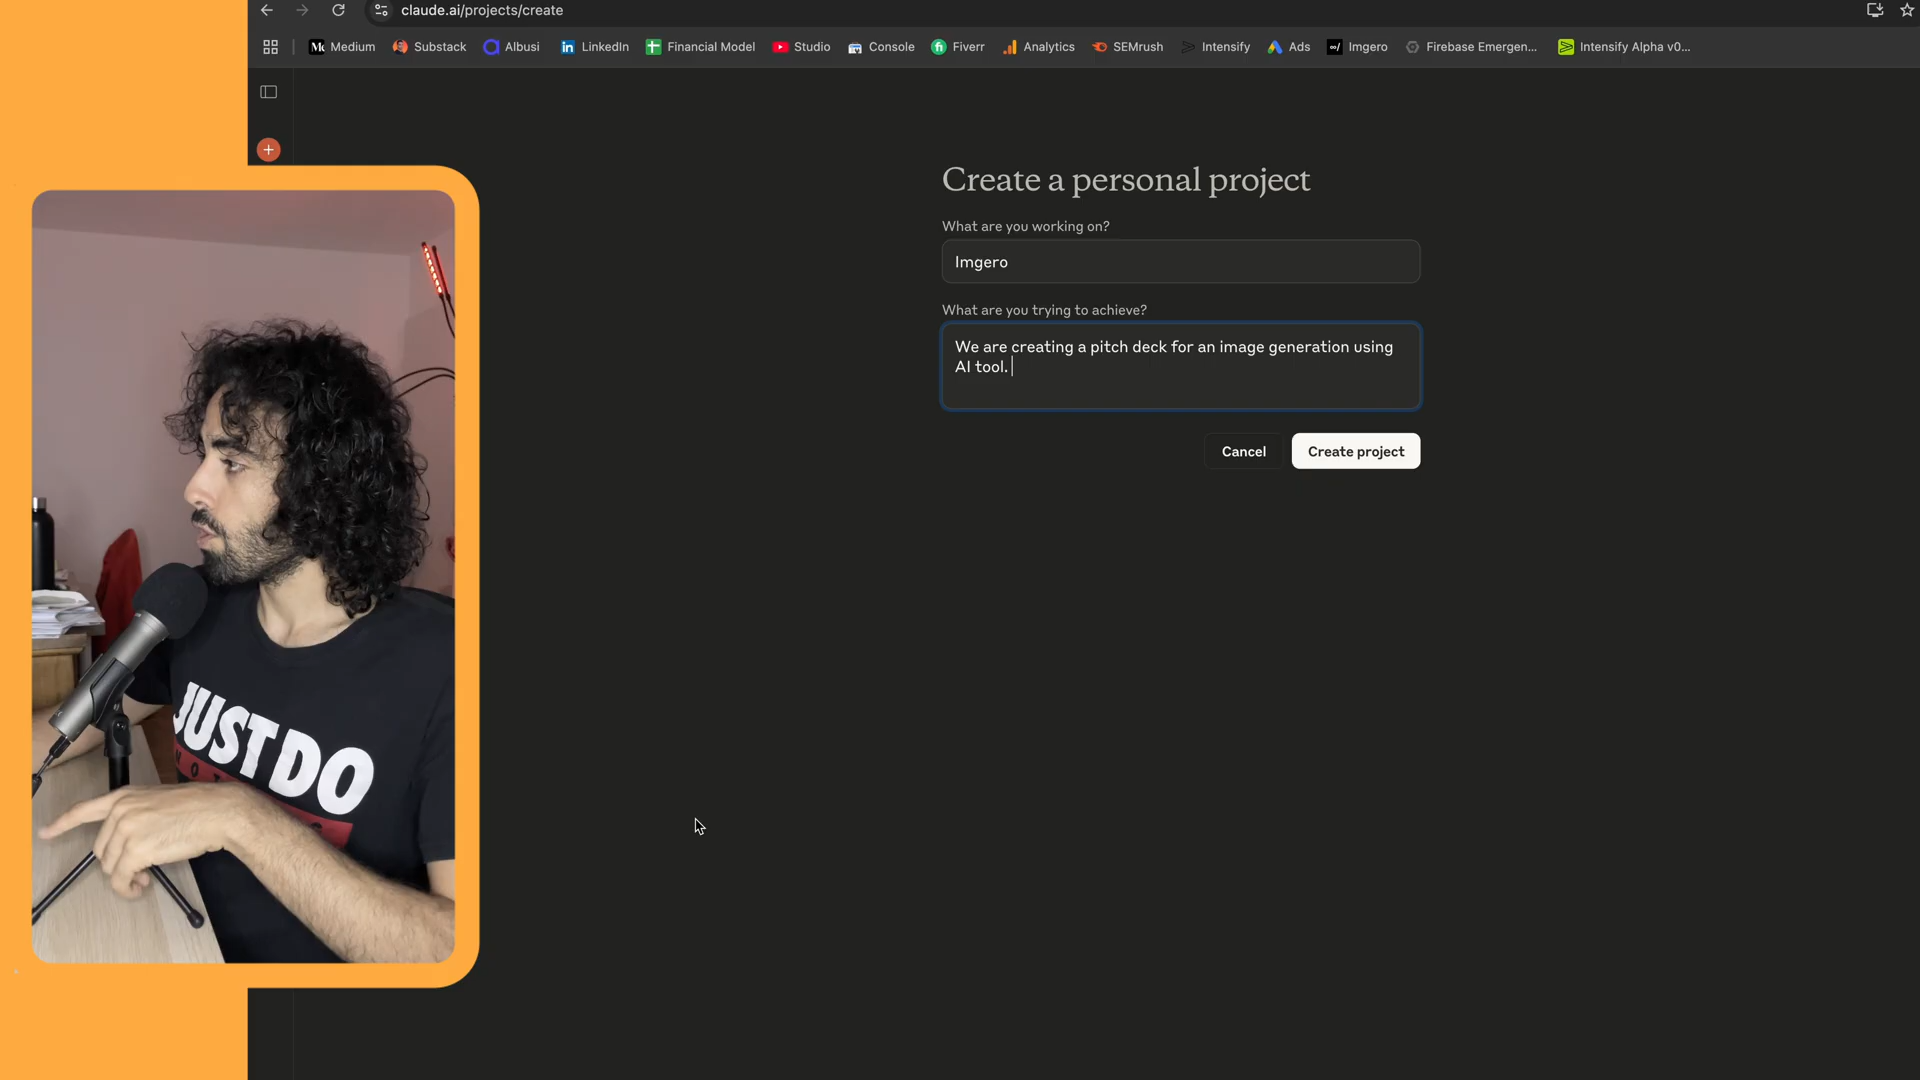 claude.ai/projects/create
Medium Substack Albusi LinkedIn Financial Model Studio Console Fiverr Analytics SEMrush Intensify Ads Imgero Firebase Emergen... Intensify Alpha v0...
Create a personal project
What are you working on?
Imgero
What are you trying to achieve?
We are creating a pitch deck for an image generation using
AI tool.
Cancel Create project
JUST DO